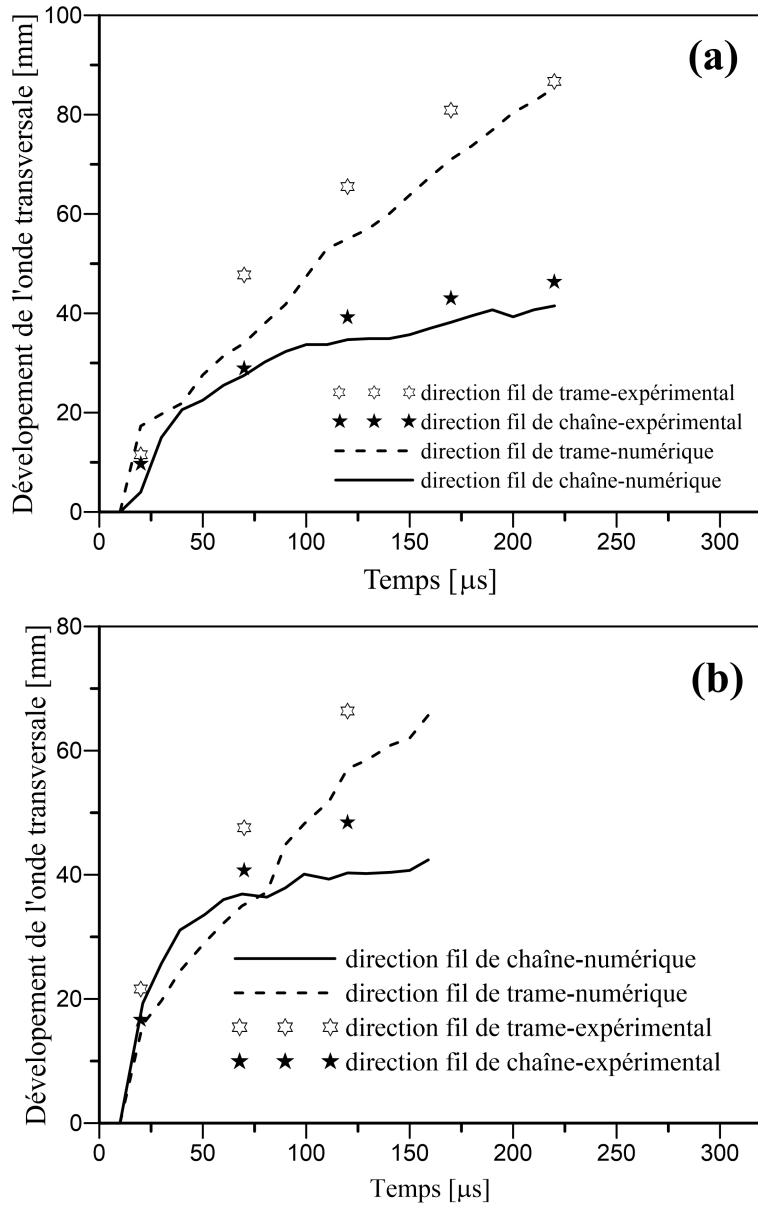 100
(a)
80
60
40
20
0
Dévelopement de l'onde transversale [mm]
direction fil de trame-expérimental
direction fil de chaîne-expérimental
direction fil de trame-numérique
direction fil de chaîne-numérique
0 50 100 150 200 250 300
Temps [µs]
80
(b)
60
40
20
0
Dévelopement de l'onde transversale [mm]
direction fil de chaîne-numérique
direction fil de trame-numérique
direction fil de trame-expérimental
direction fil de chaîne-expérimental
0 50 100 150 200 250 300
Temps [µs]